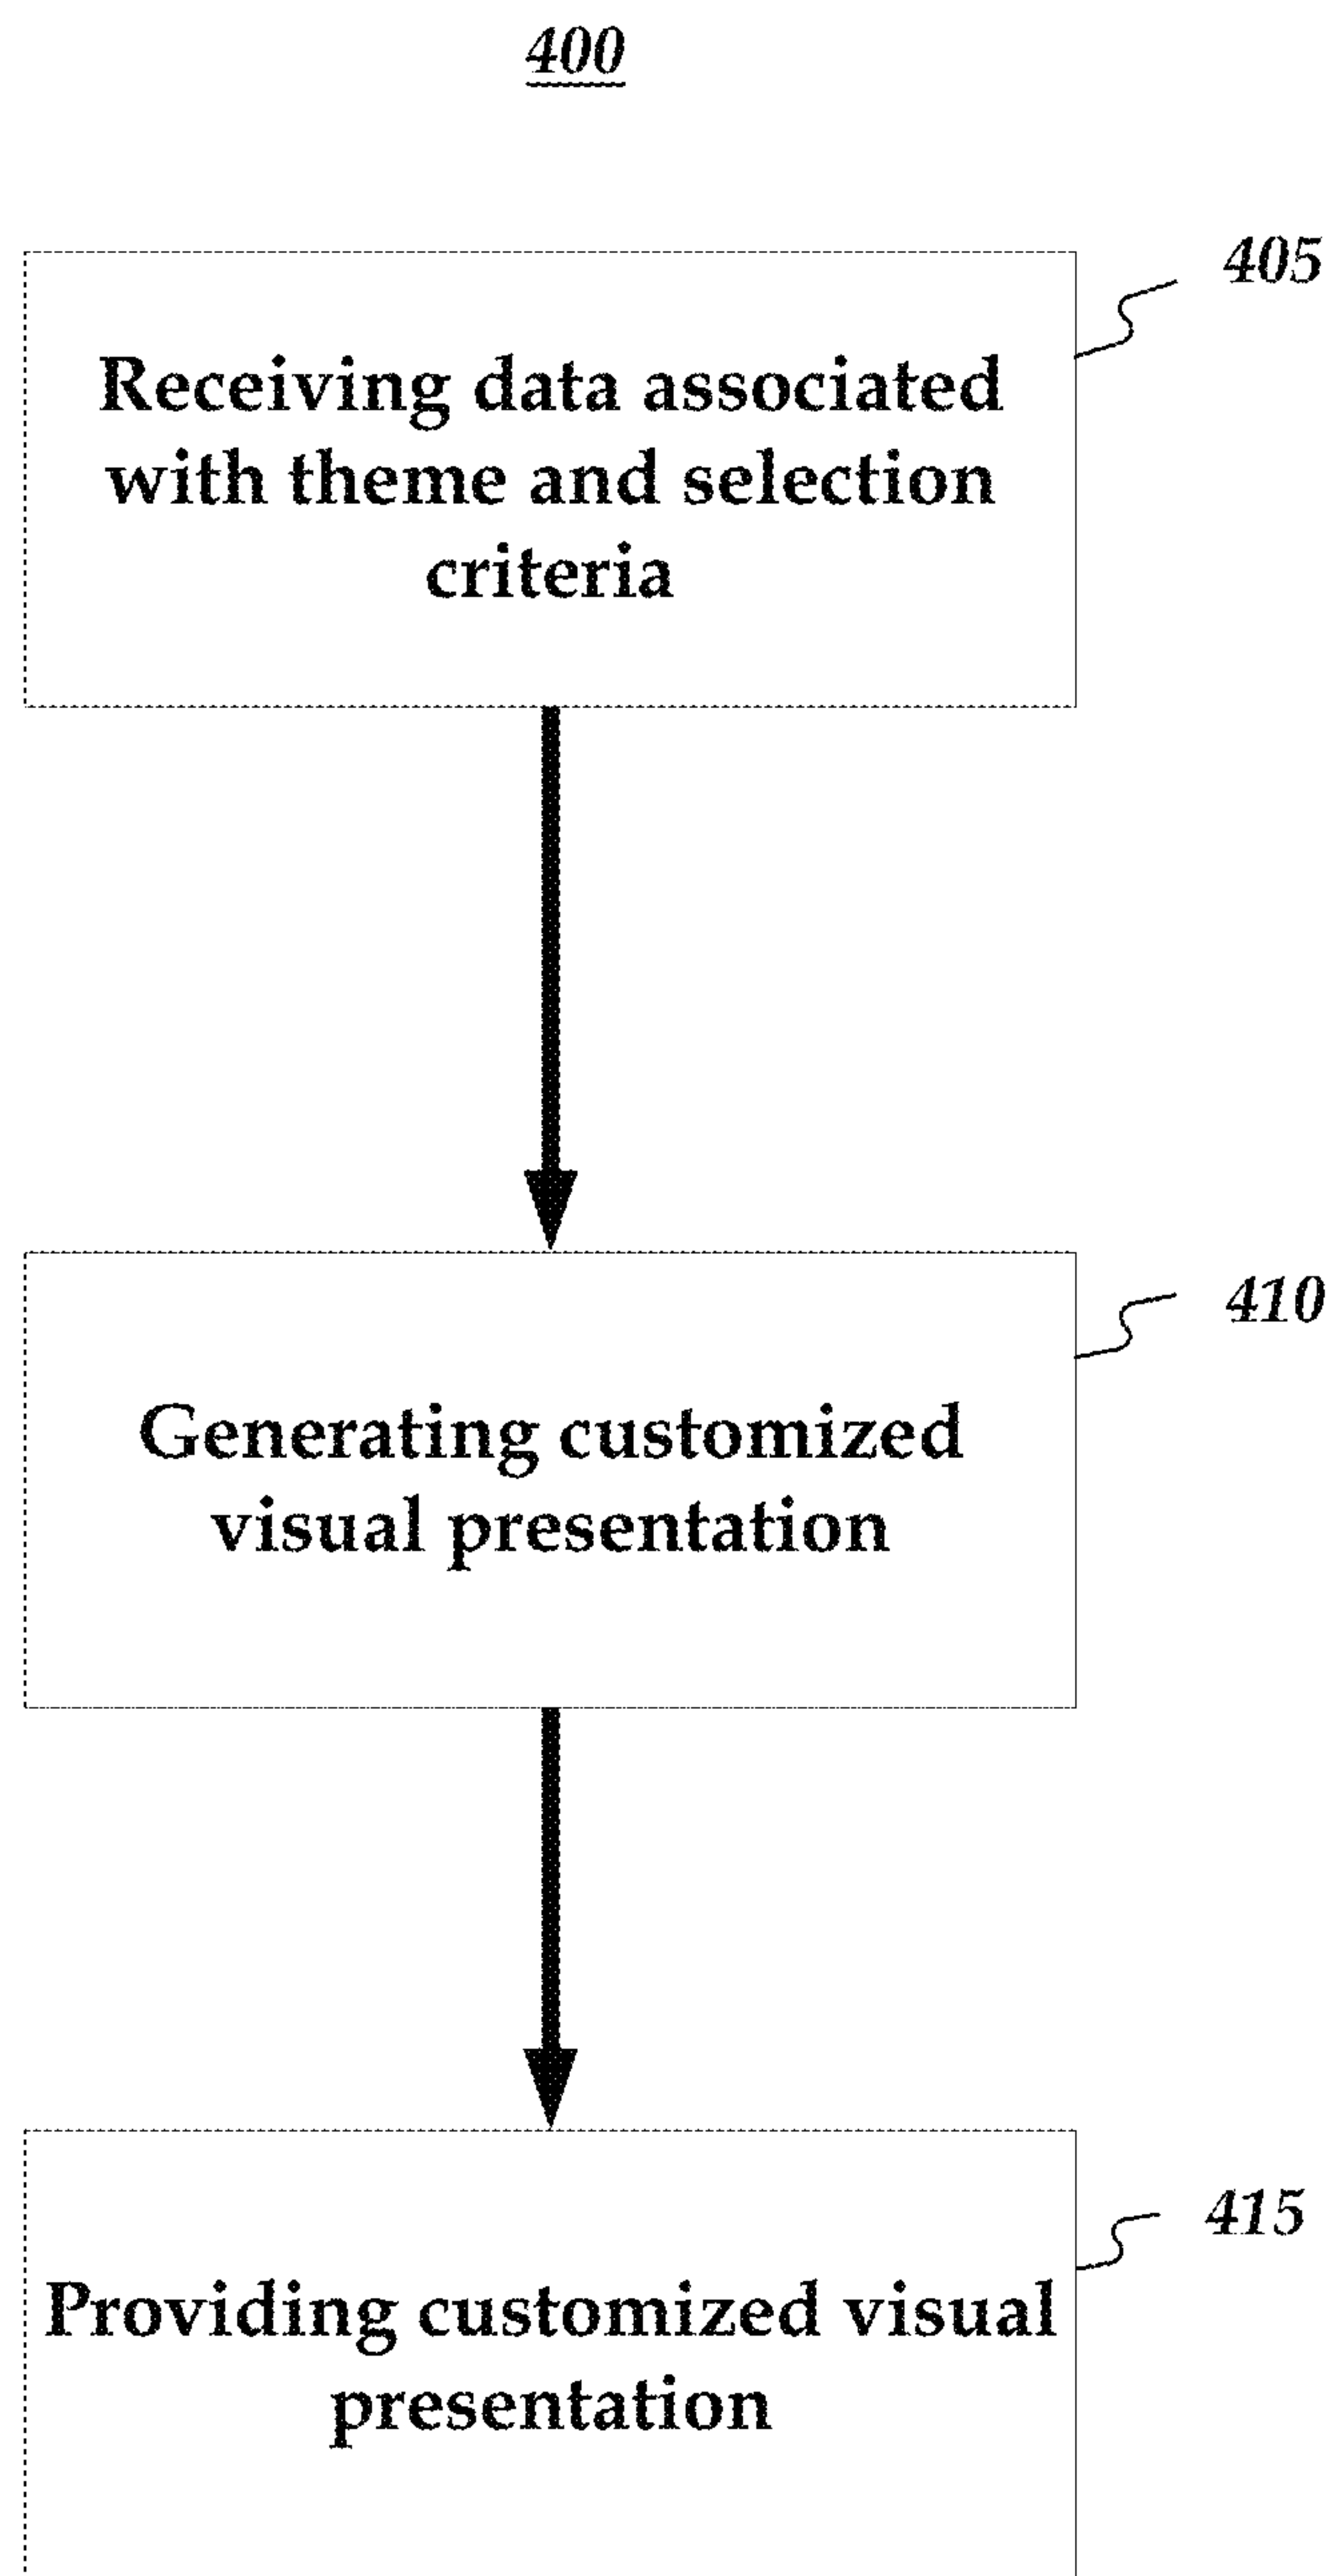 400
405
Receiving data associated
with theme and selection
criteria
410
Generating customized
visual presentation
415
Providing customized visual
presentation